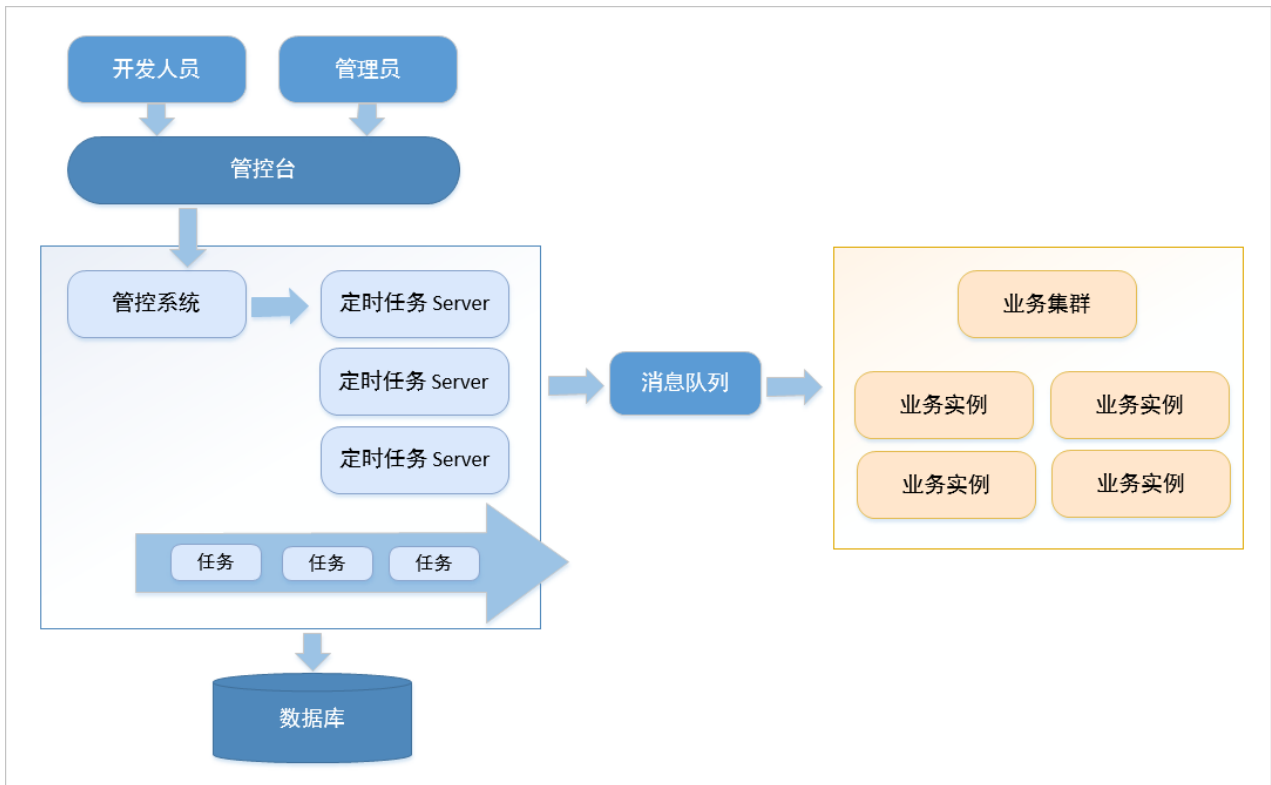 开发人员
管理员
管控台
管控系统
定时任务 Server
定时任务 Server
定时任务 Server
任务
任务
任务
数据库
消息队列
业务集群
业务实例
业务实例
业务实例
业务实例